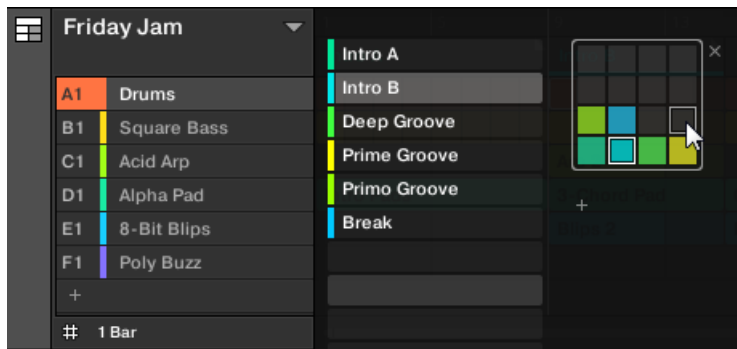 Friday Jam
A1 Drums
B1 Square Bass
C1 Acid Arp
D1 Alpha Pad
E1 8-Bit Blips
F1 Poly Buzz
+
# 1 Bar
Intro A
Intro B
Deep Groove
Prime Groove
Primo Groove
Break
×
+